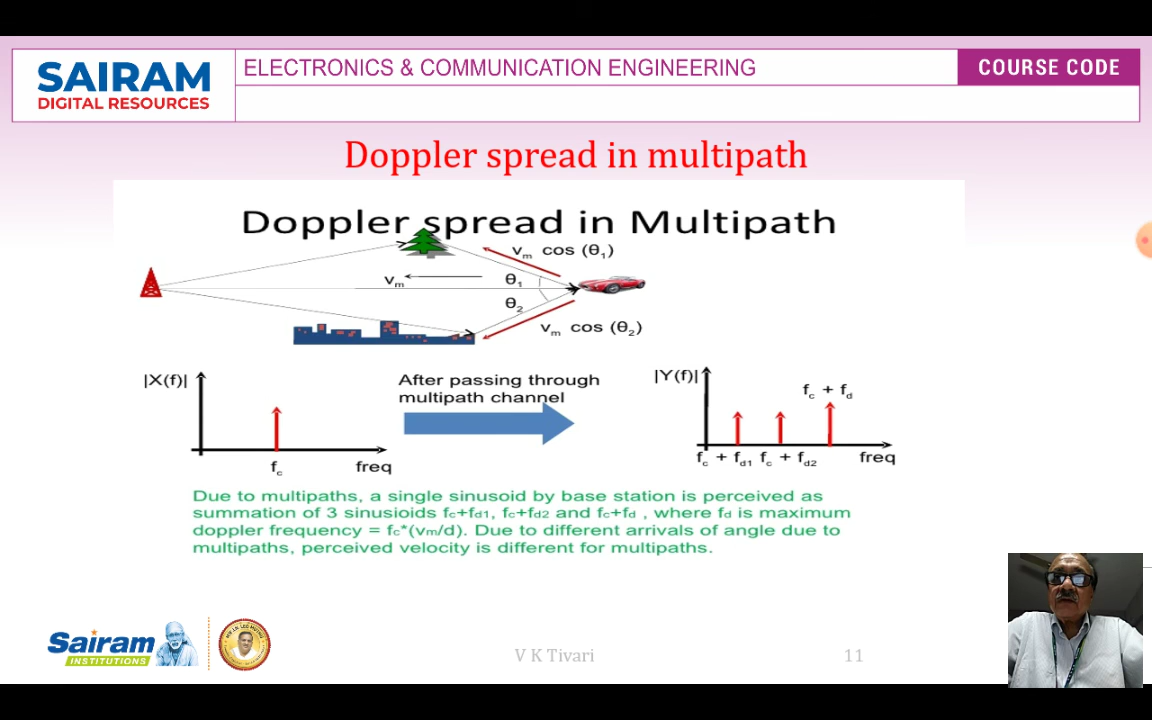 SAIRAM
DIGITAL RESOURCES
ELECTRONICS & COMMUNICATION ENGINEERING
COURSE CODE
Doppler spread in multipath
Doppler spread in Multipath
vm cos (θ1)
vm
θ1
θ2
vm cos (θ2)
|X(f)|
After passing through
multipath channel
|Y(f)|
fc + fd
fc
freq
fc + fd1 fc + fd2
freq
Due to multipaths, a single sinusoid by base station is perceived as
summation of 3 sinusioids fc+fd1, fc+fd2 and fc+fd , where fd is maximum
doppler frequency = fc*(vm/d). Due to different arrivals of angle due to
multipaths, perceived velocity is different for multipaths.
Sairam
INSTITUTIONS
V K Tivari
11